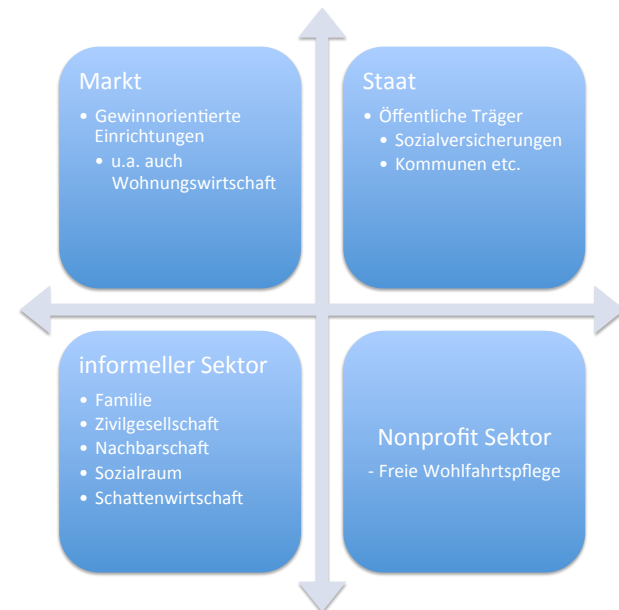 Markt
• Gewinnorientierte
Einrichtungen
• u.a. auch
Wohnungswirtschaft
Staat
• Öffentliche Träger
• Sozialversicherungen
• Kommunen etc.
informeller Sektor
• Familie
• Zivilgesellschaft
• Nachbarschaft
• Sozialraum
• Schattenwirtschaft
Nonprofit Sektor
- Freie Wohlfahrtspflege